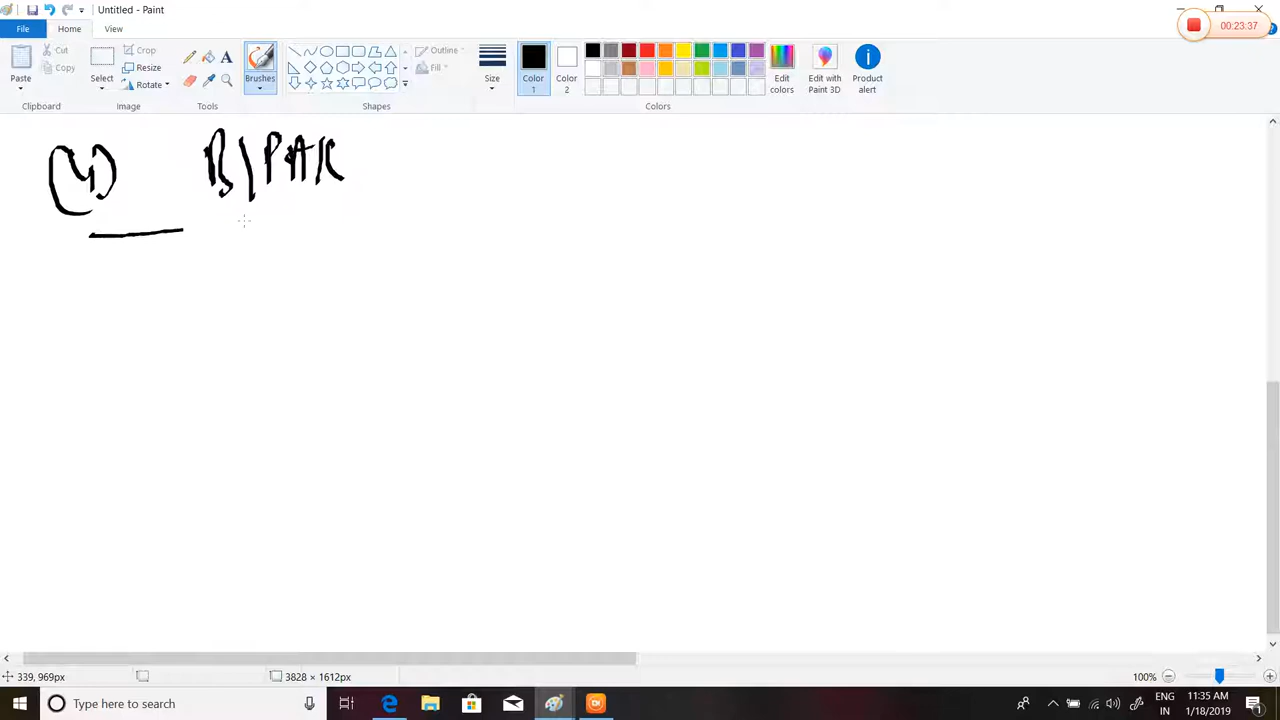 Untitled - Paint
00:23:37
File Home View
Paste
Cut
Copy
Clipboard
Select
Crop
Resize
Rotate
Image
Tools
Brushes
Shapes
Outline
Fill
Size
Color 1
Color 2
Colors
Edit colors
Edit with Paint 3D
Product alert
(4) B\PAK
339, 969px
3828 × 1612px
100%
Type here to search
ENG IN
11:35 AM
1/18/2019